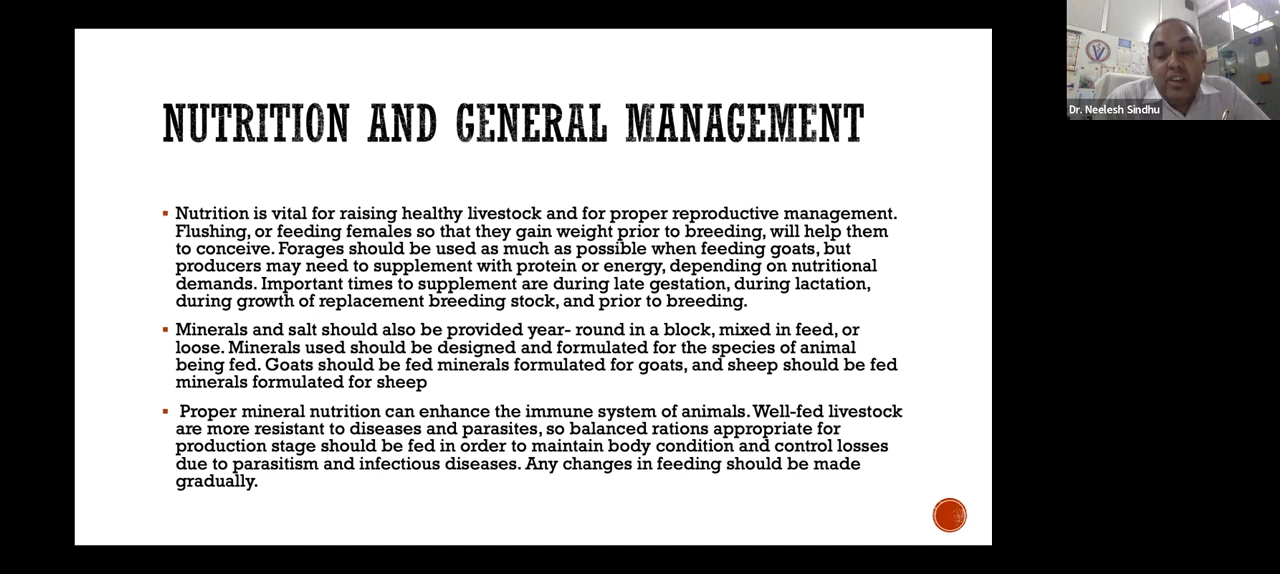 NUTRITION AND GENERAL MANAGEMENT
Nutrition is vital for raising healthy livestock and for proper reproductive management.
Flushing, or feeding females so that they gain weight prior to breeding, will help them
to conceive. Forages should be used as much as possible when feeding goats, but
producers may need to supplement with protein or energy, depending on nutritional
demands. Important times to supplement are during late gestation, during lactation,
during growth of replacement breeding stock, and prior to breeding.
Minerals and salt should also be provided year- round in a block, mixed in feed, or
loose. Minerals used should be designed and formulated for the species of animal
being fed. Goats should be fed minerals formulated for goats, and sheep should be fed
minerals formulated for sheep
Proper mineral nutrition can enhance the immune system of animals. Well-fed livestock
are more resistant to diseases and parasites, so balanced rations appropriate for
production stage should be fed in order to maintain body condition and control losses
due to parasitism and infectious diseases. Any changes in feeding should be made
gradually.
Dr. Neelesh Sindhu